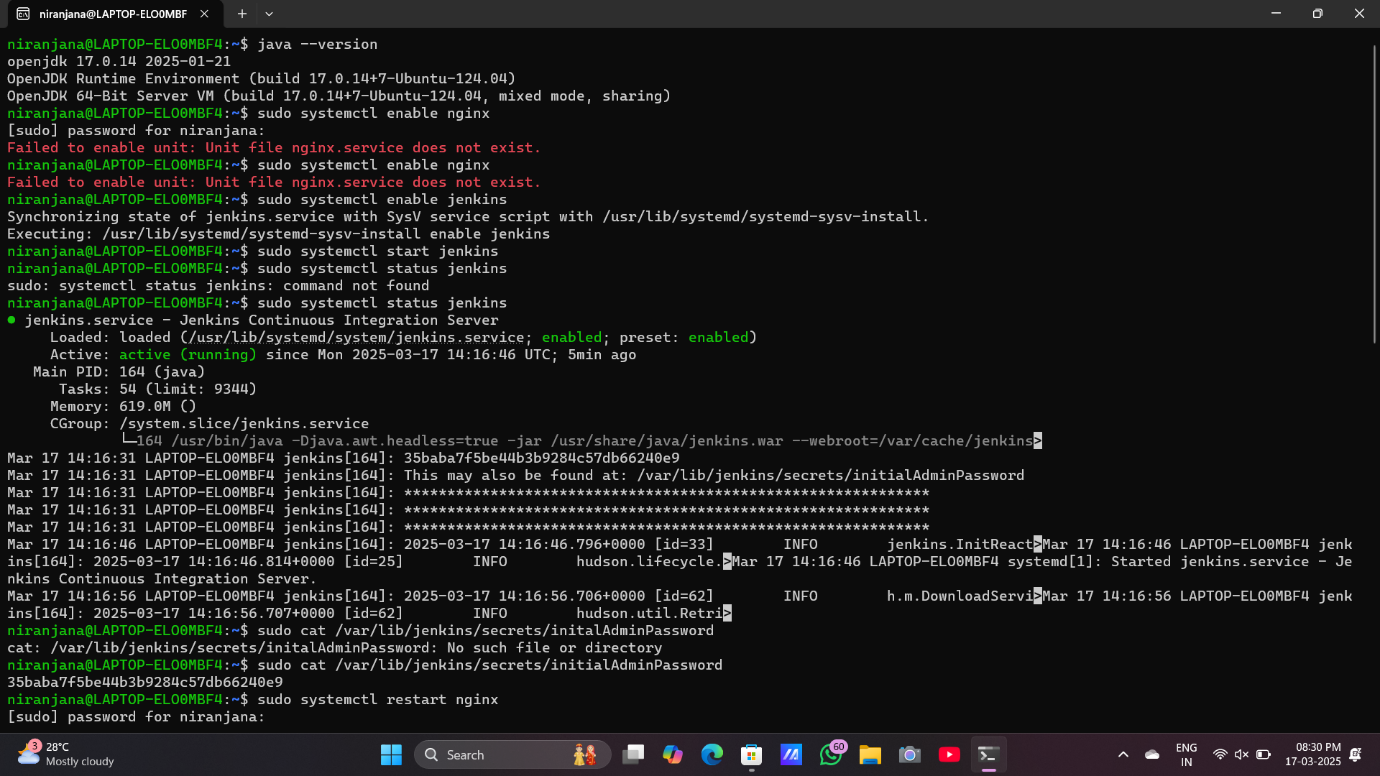 niranjana@LAPTOP-ELO0MBF
niranjana@LAPTOP-ELO0MBF4:~$ java --version
openjdk 17.0.14 2025-01-21
OpenJDK Runtime Environment (build 17.0.14+7-Ubuntu-124.04)
OpenJDK 64-Bit Server VM (build 17.0.14+7-Ubuntu-124.04, mixed mode, sharing)
niranjana@LAPTOP-ELO0MBF4:~$ sudo systemctl enable nginx
[sudo] password for niranjana:
Failed to enable unit: Unit file nginx.service does not exist.
niranjana@LAPTOP-ELO0MBF4:~$ sudo systemctl enable nginx
Failed to enable unit: Unit file nginx.service does not exist.
niranjana@LAPTOP-ELO0MBF4:~$ sudo systemctl enable jenkins
Synchronizing state of jenkins.service with SysV service script with /usr/lib/systemd/systemd-sysv-install.
Executing: /usr/lib/systemd/systemd-sysv-install enable jenkins
niranjana@LAPTOP-ELO0MBF4:~$ sudo systemctl start jenkins
niranjana@LAPTOP-ELO0MBF4:~$ sudo systemctl status jenkins
sudo: systemctl status jenkins: command not found
niranjana@LAPTOP-ELO0MBF4:~$ sudo systemctl status jenkins
● jenkins.service - Jenkins Continuous Integration Server
Loaded: loaded (/usr/lib/systemd/system/jenkins.service; enabled; preset: enabled)
Active: active (running) since Mon 2025-03-17 14:16:46 UTC; 5min ago
Main PID: 164 (java)
Tasks: 54 (limit: 9344)
Memory: 619.0M ()
CGroup: /system.slice/jenkins.service
└─164 /usr/bin/java -Djava.awt.headless=true -jar /usr/share/java/jenkins.war --webroot=/var/cache/jenkins>
Mar 17 14:16:31 LAPTOP-ELO0MBF4 jenkins[164]: 35baba7f5be44b3b9284c57db66240e9
Mar 17 14:16:31 LAPTOP-ELO0MBF4 jenkins[164]: This may also be found at: /var/lib/jenkins/secrets/initialAdminPassword
Mar 17 14:16:31 LAPTOP-ELO0MBF4 jenkins[164]: *************************************************************
Mar 17 14:16:31 LAPTOP-ELO0MBF4 jenkins[164]: *************************************************************
Mar 17 14:16:31 LAPTOP-ELO0MBF4 jenkins[164]: *************************************************************
Mar 17 14:16:46 LAPTOP-ELO0MBF4 jenkins[164]: 2025-03-17 14:16:46.796+0000 [id=33] INFO jenkins.InitReact>Mar 17 14:16:46 LAPTOP-ELO0MBF4 jenk
ins[164]: 2025-03-17 14:16:46.814+0000 [id=25] INFO hudson.lifecycle.>Mar 17 14:16:46 LAPTOP-ELO0MBF4 systemd[1]: Started jenkins.service - Je
nkins Continuous Integration Server.
Mar 17 14:16:56 LAPTOP-ELO0MBF4 jenkins[164]: 2025-03-17 14:16:56.706+0000 [id=62] INFO h.m.DownloadServi>Mar 17 14:16:56 LAPTOP-ELO0MBF4 jenk
ins[164]: 2025-03-17 14:16:56.707+0000 [id=62] INFO hudson.util.Retri>
niranjana@LAPTOP-ELO0MBF4:~$ sudo cat /var/lib/jenkins/secrets/initalAdminPassword
cat: /var/lib/jenkins/secrets/initalAdminPassword: No such file or directory
niranjana@LAPTOP-ELO0MBF4:~$ sudo cat /var/lib/jenkins/secrets/initialAdminPassword
35baba7f5be44b3b9284c57db66240e9
niranjana@LAPTOP-ELO0MBF4:~$ sudo systemctl restart nginx
[sudo] password for niranjana:
3
28°C
Mostly cloudy
Search
60
ENG
IN
08:30 PM
17-03-2025